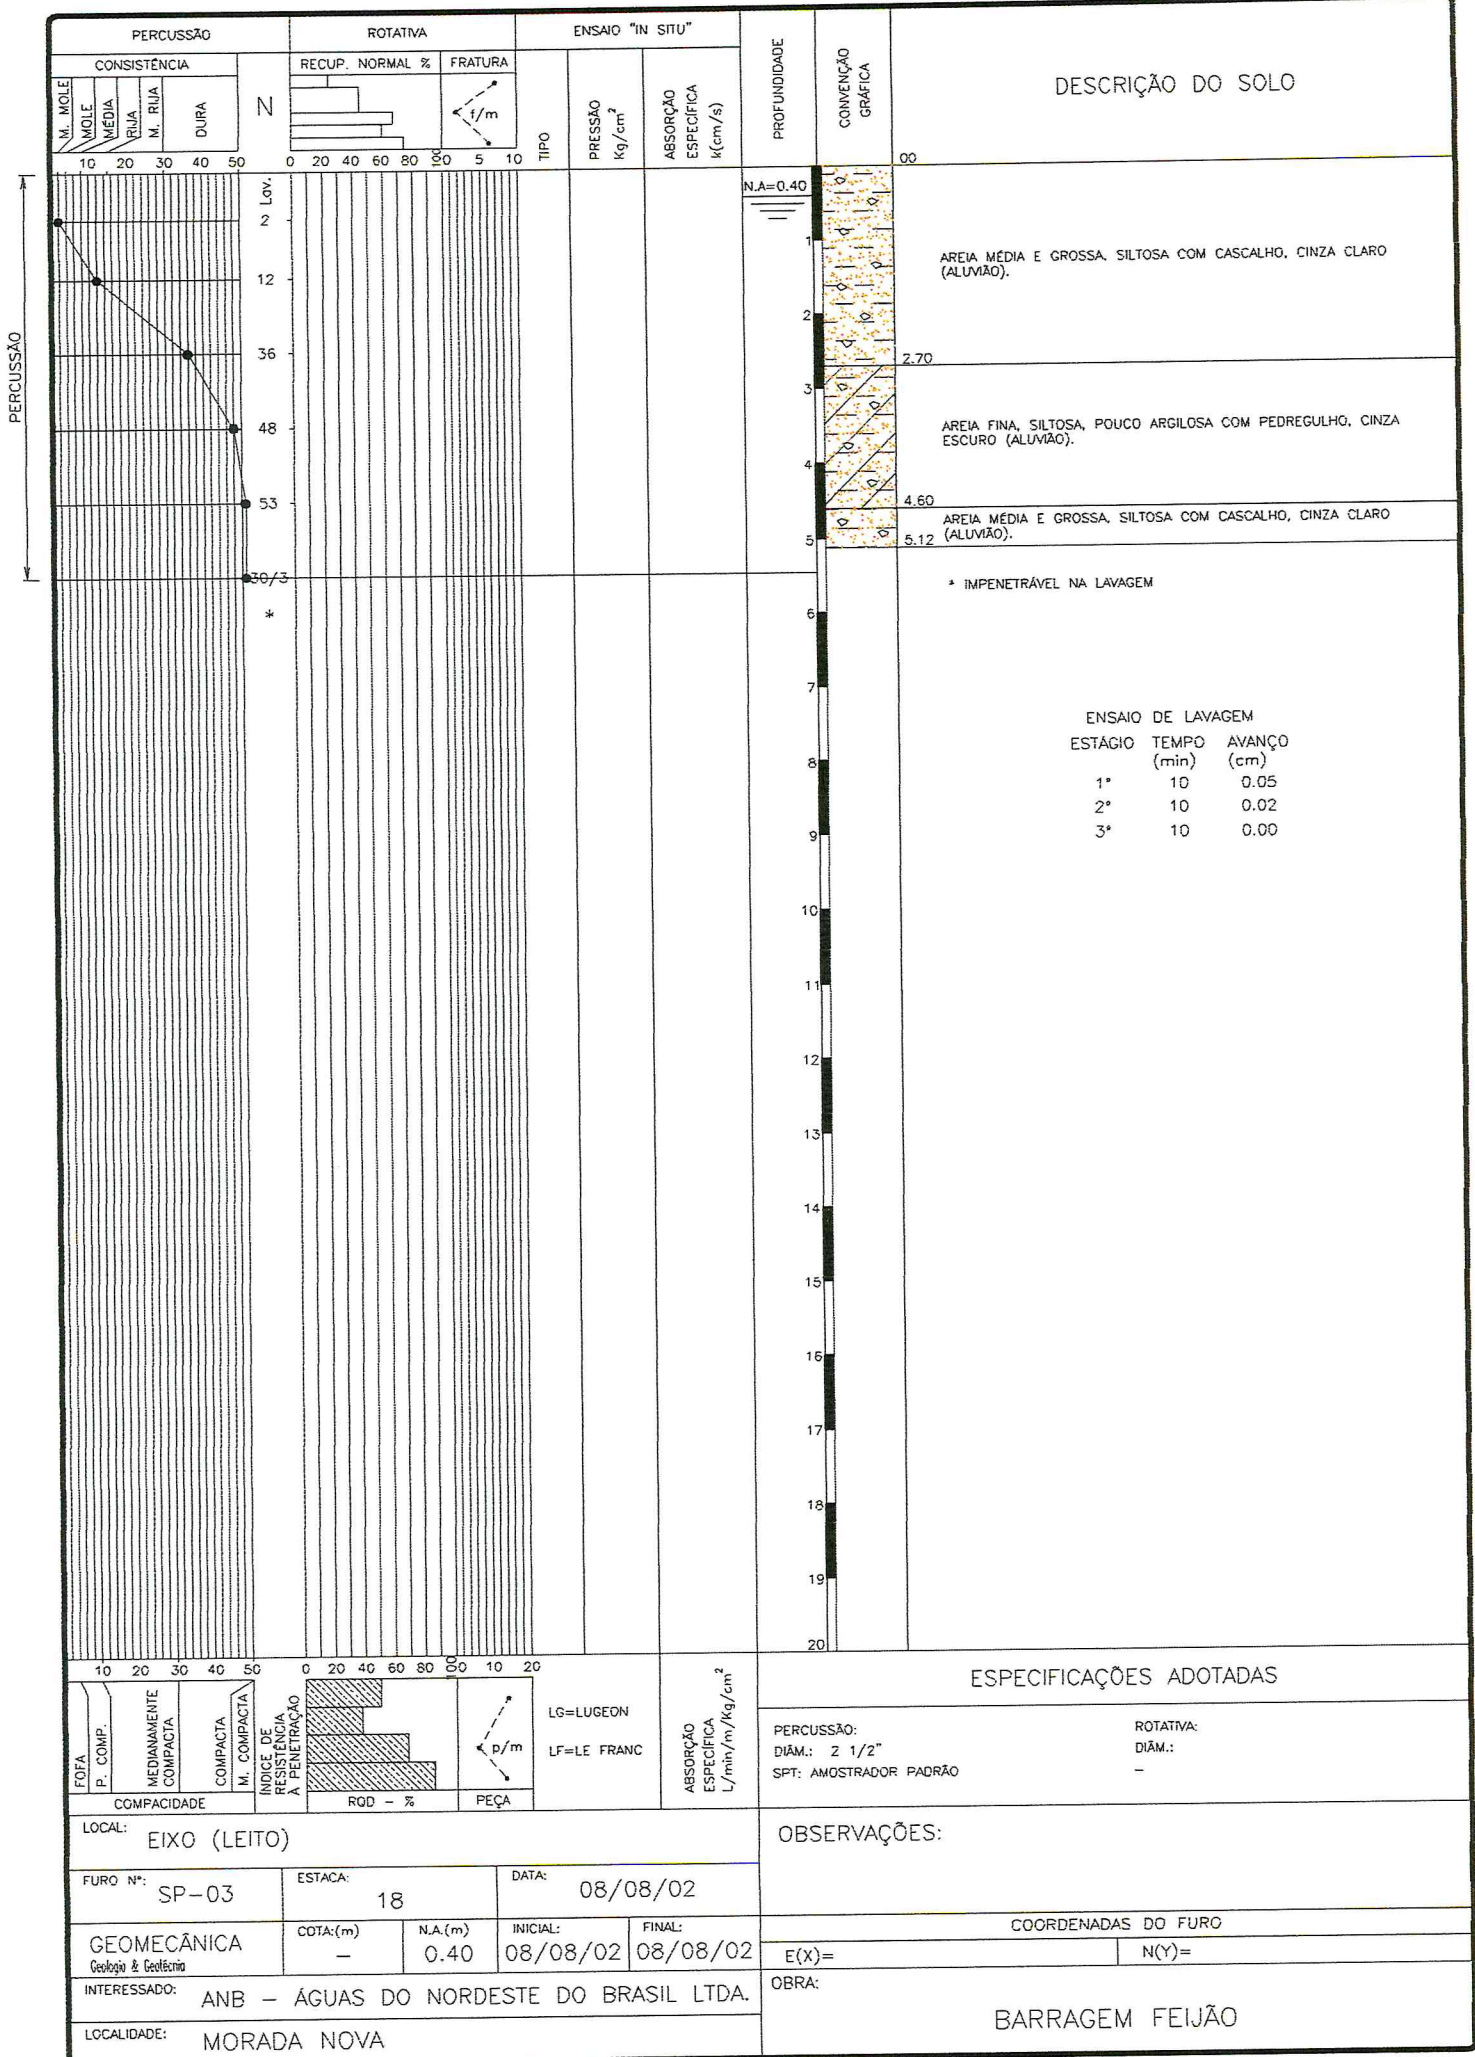 PERCUSSÃO
ROTATIVA
ENSAIO "IN SITU"
PROFUNDIDADE
CONVENÇÃO
GRÁFICA
DESCRIÇÃO DO SOLO
CONSISTÊNCIA
N
RECUP. NORMAL %
FRATURA
M. MOLE
MOLE
MÉDIA
RIJA
M. RIJA
DURA
f/m
TIPO
PRESSÃO
Kg/cm²
ABSORÇÃO
ESPECÍFICA
k(cm/s)
10 20 30 40 50
0 20 40 60 80 100 5 10
00
PERCUSSÃO
Lav.
N.A=0.40
2
12
36
48
53
30/3
*
1
2
3
4
5
6
7
8
9
10
11
12
13
14
15
16
17
18
19
20
AREIA MÉDIA E GROSSA, SILTOSA COM CASCALHO, CINZA CLARO
(ALUVIÃO).
2.70
AREIA FINA, SILTOSA, POUCO ARGILOSA COM PEDREGULHO, CINZA
ESCURO (ALUVIÃO).
4.60
AREIA MÉDIA E GROSSA, SILTOSA COM CASCALHO, CINZA CLARO
(ALUVIÃO).
5.12
* IMPENETRÁVEL NA LAVAGEM
ENSAIO DE LAVAGEM
ESTÁGIO TEMPO AVANÇO
(min) (cm)
1° 10 0.05
2° 10 0.02
3° 10 0.00
10 20 30 40 50
0 20 40 60 80 100 10 20
FOFA
P. COMP.
MEDIANAMENTE
COMPACTA
COMPACTA
M. COMPACTA
COMPACIDADE
ÍNDICE DE
RESISTÊNCIA
À PENETRAÇÃO
RQD - %
p/m
PEÇA
LG=LUGEON
LF=LE FRANC
ABSORÇÃO
ESPECÍFICA
L/min/m/Kg/cm²
ESPECIFICAÇÕES ADOTADAS
PERCUSSÃO:
DIÂM.: 2 1/2"
SPT: AMOSTRADOR PADRÃO
ROTATIVA:
DIÂM.:
-
LOCAL: EIXO (LEITO)
OBSERVAÇÕES:
FURO N°: SP-03
ESTACA: 18
DATA: 08/08/02
GEOMECÂNICA
Geologia & Geotécnia
COTA:(m)
-
N.A.(m)
0.40
INICIAL:
08/08/02
FINAL:
08/08/02
COORDENADAS DO FURO
E(X)=
N(Y)=
INTERESSADO: ANB - ÁGUAS DO NORDESTE DO BRASIL LTDA.
OBRA:
BARRAGEM FEIJÃO
LOCALIDADE: MORADA NOVA